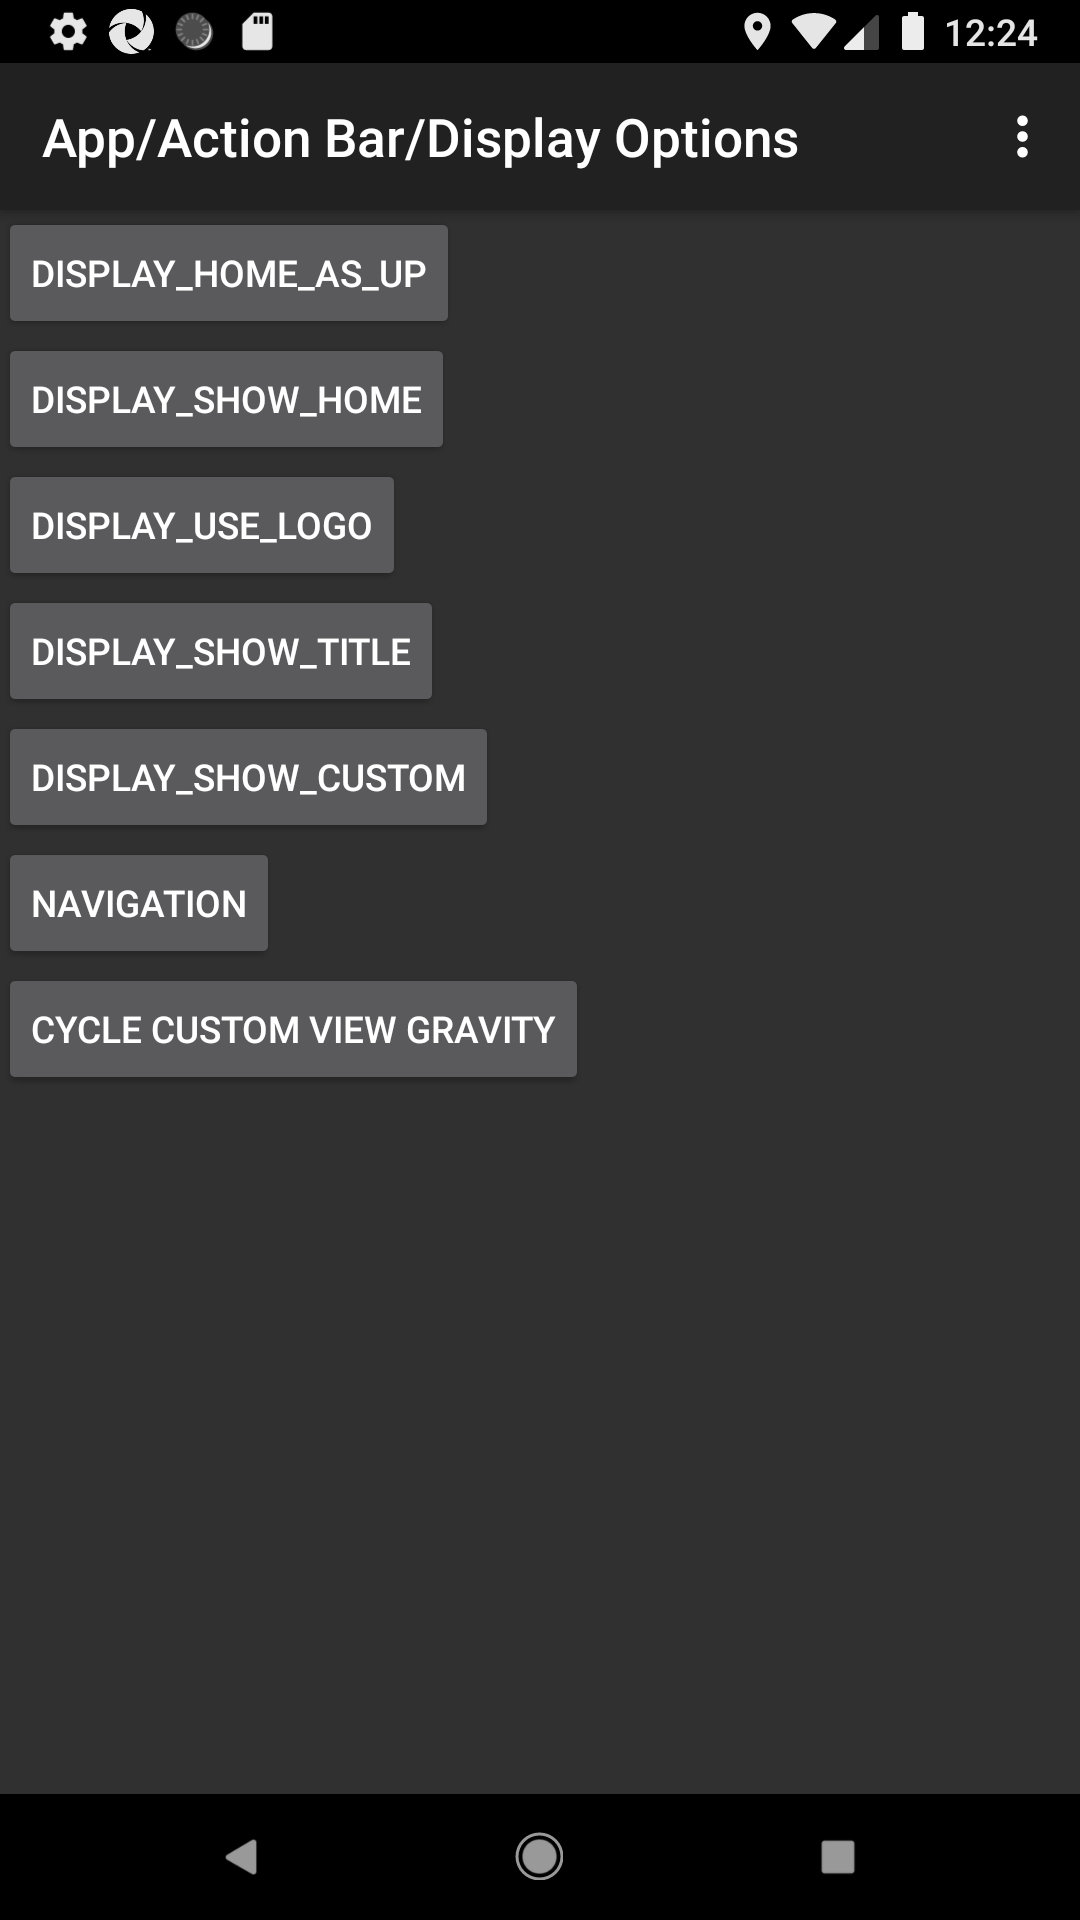 12:24
App/Action Bar/Display Options
DISPLAY_HOME_AS_UP
DISPLAY_SHOW_HOME
DISPLAY_USE_LOGO
DISPLAY_SHOW_TITLE
DISPLAY_SHOW_CUSTOM
NAVIGATION
CYCLE CUSTOM VIEW GRAVITY